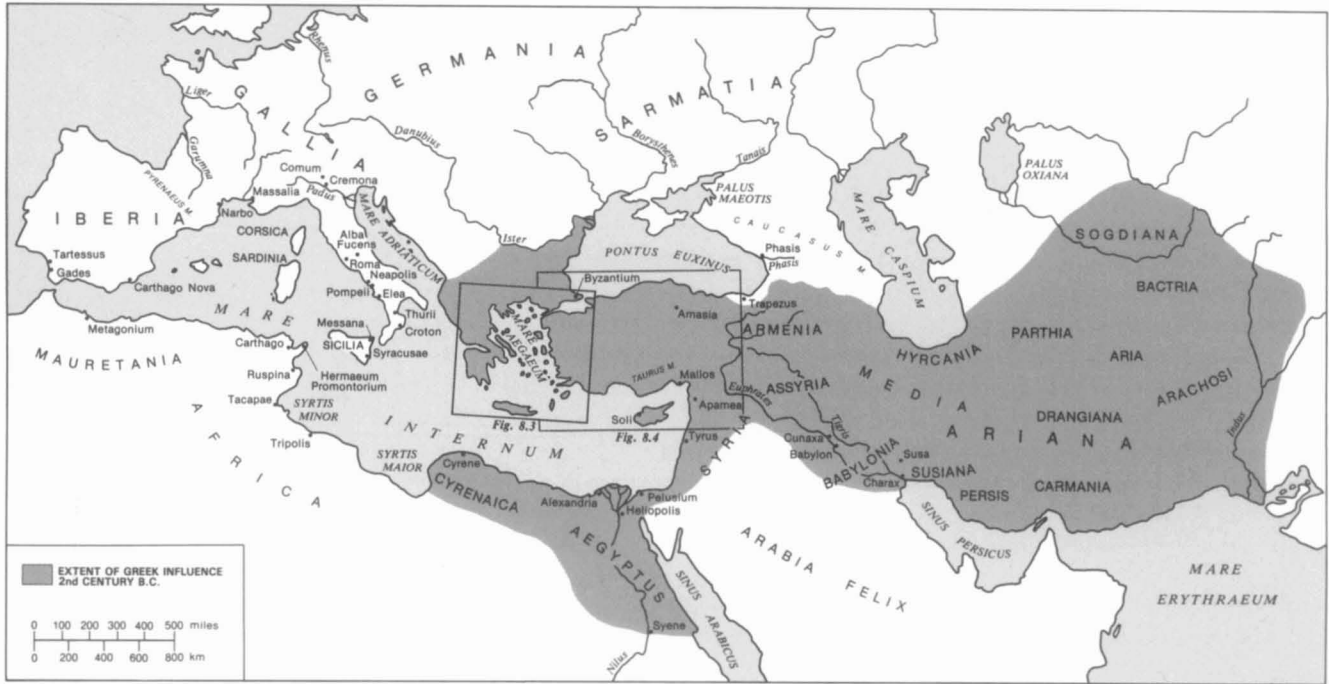 Rhenus
GERMANIA
SARMATIA
Liger
GALLIA
Danubius
Borysthenes
Tanais
Garumna
PYRENAEUS M.
Comum
Cremona
Padus
Massalia
MARE ADRIATICUM
PALUS
MAEOTIS
MARE CASPIUM
PALUS
OXIANA
IBERIA
Narbo
CORSICA
SARDINIA
Alba
Fucens
Roma
Neapolis
Pompeii
Elea
Ister
PONTUS EUXINUS
CAUCASUS M.
Phasis
Phasis
SOGDIANA
BACTRIA
Tartessus
Gades
Carthago Nova
Byzantium
Thurii
Croton
Messana
SICILIA
Syracusae
MARE
INTERNUM
MARE
AEGAEUM
Amasia
Trapezus
ARMENIA
HYRCANIA
PARTHIA
ARIA
Metagonium
Carthago
MAURETANIA
Hermaeum
Promontorium
Ruspina
TAURUS M.
Mallos
Euphrates
ASSYRIA
MEDIA
ARACHOSI
Tacapae
SYRTIS
MINOR
Apamea
Soli
Fig. 8.3
Fig. 8.4
Tigris
DRANGIANA
ARIANA
Indus
Tripolis
Tyrus
SYRIA
Cunaxa
Babylon
BABYLONIA
Susa
SUSIANA
SYRTIS
MAIOR
Cyrene
CYRENAICA
Alexandria
Pelusium
Heliopolis
Charax
PERSIS
CARMANIA
AFRICA
AEGYPTUS
SINUS
ARABICUS
ARABIA FELIX
SINUS
PERSICUS
MARE
ERYTHRAEUM
Syene
Nilus
EXTENT OF GREEK INFLUENCE
2nd CENTURY B.C.
0 100 200 300 400 500 miles
0 200 400 600 800 km